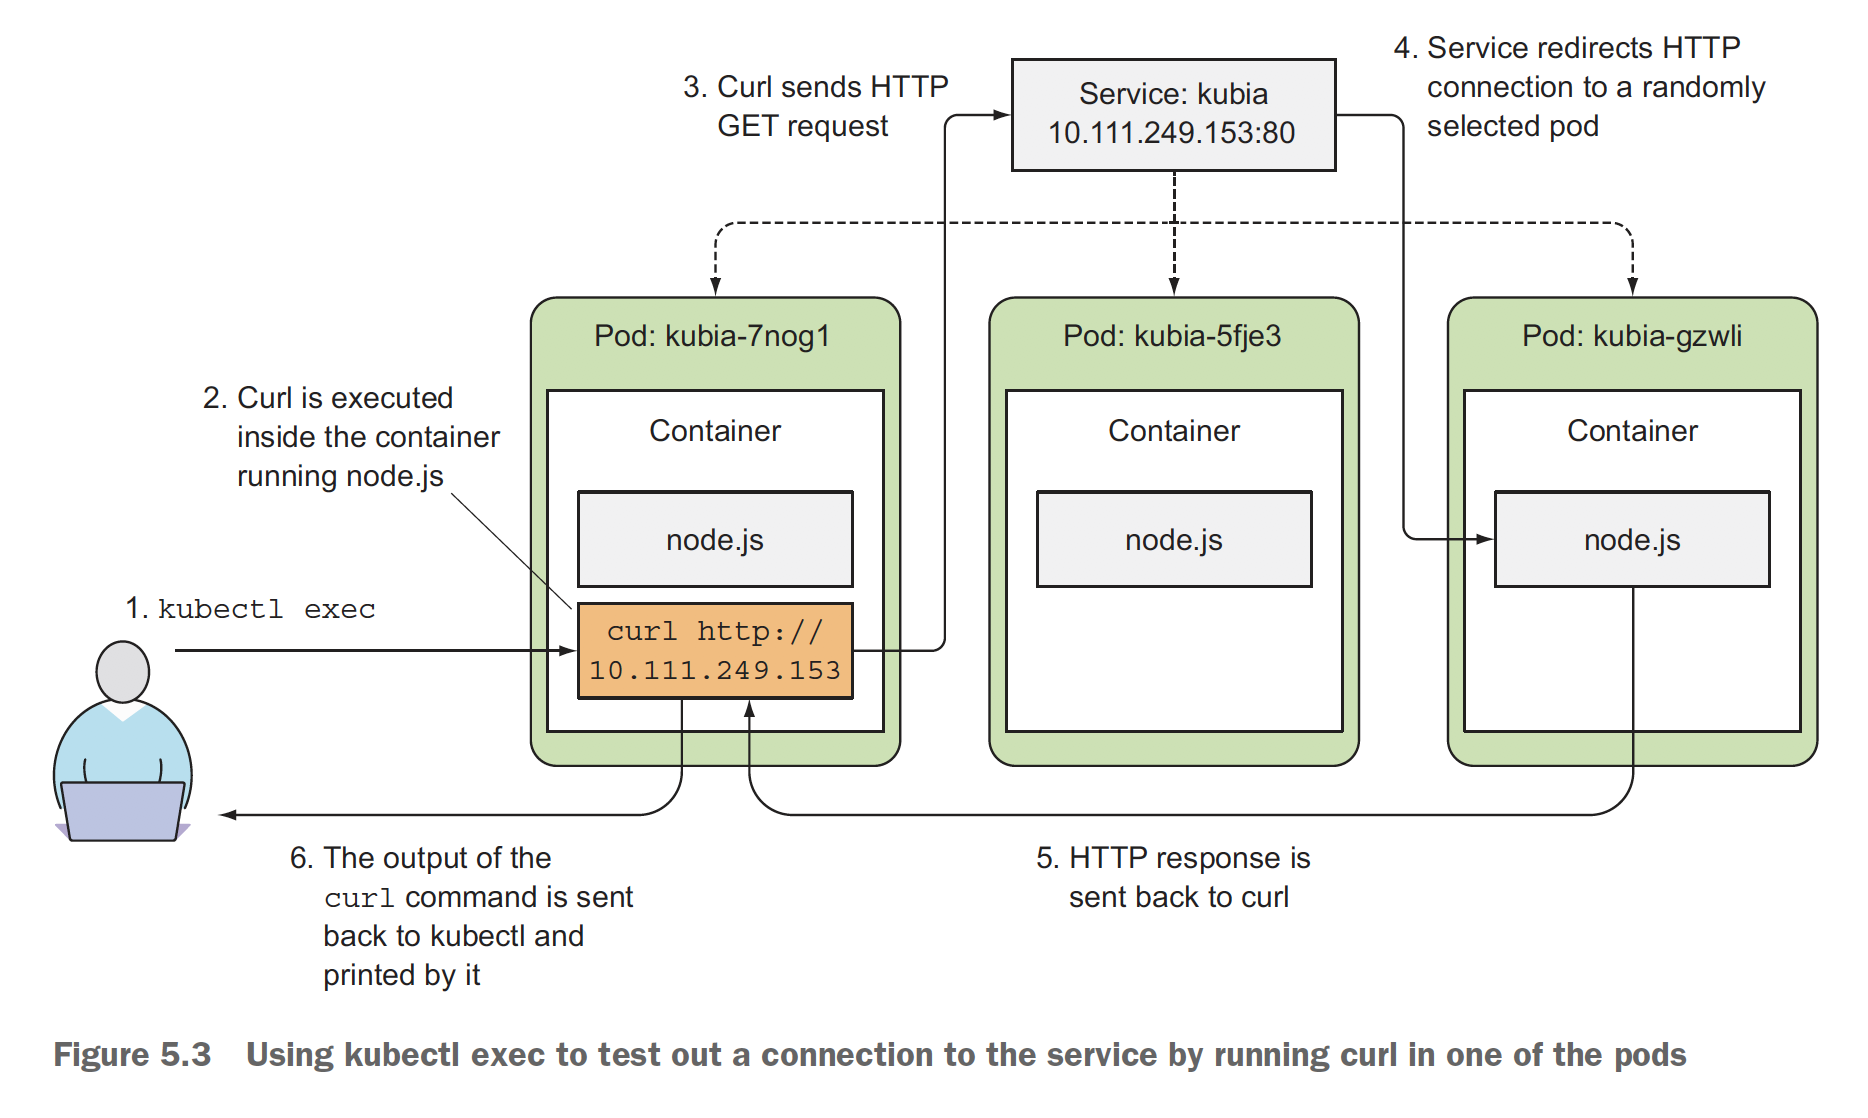 3. Curl sends HTTP
GET request
Service: kubia
10.111.249.153:80
4. Service redirects HTTP
connection to a randomly
selected pod
Pod: kubia-7nog1
Pod: kubia-5fje3
Pod: kubia-gzwli
2. Curl is executed
inside the container
running node.js
Container
Container
Container
node.js
node.js
node.js
1. kubectl exec
curl http://
10.111.249.153
6. The output of the
curl command is sent
back to kubectl and
printed by it
5. HTTP response is
sent back to curl
Figure 5.3 Using kubectl exec to test out a connection to the service by running curl in one of the pods